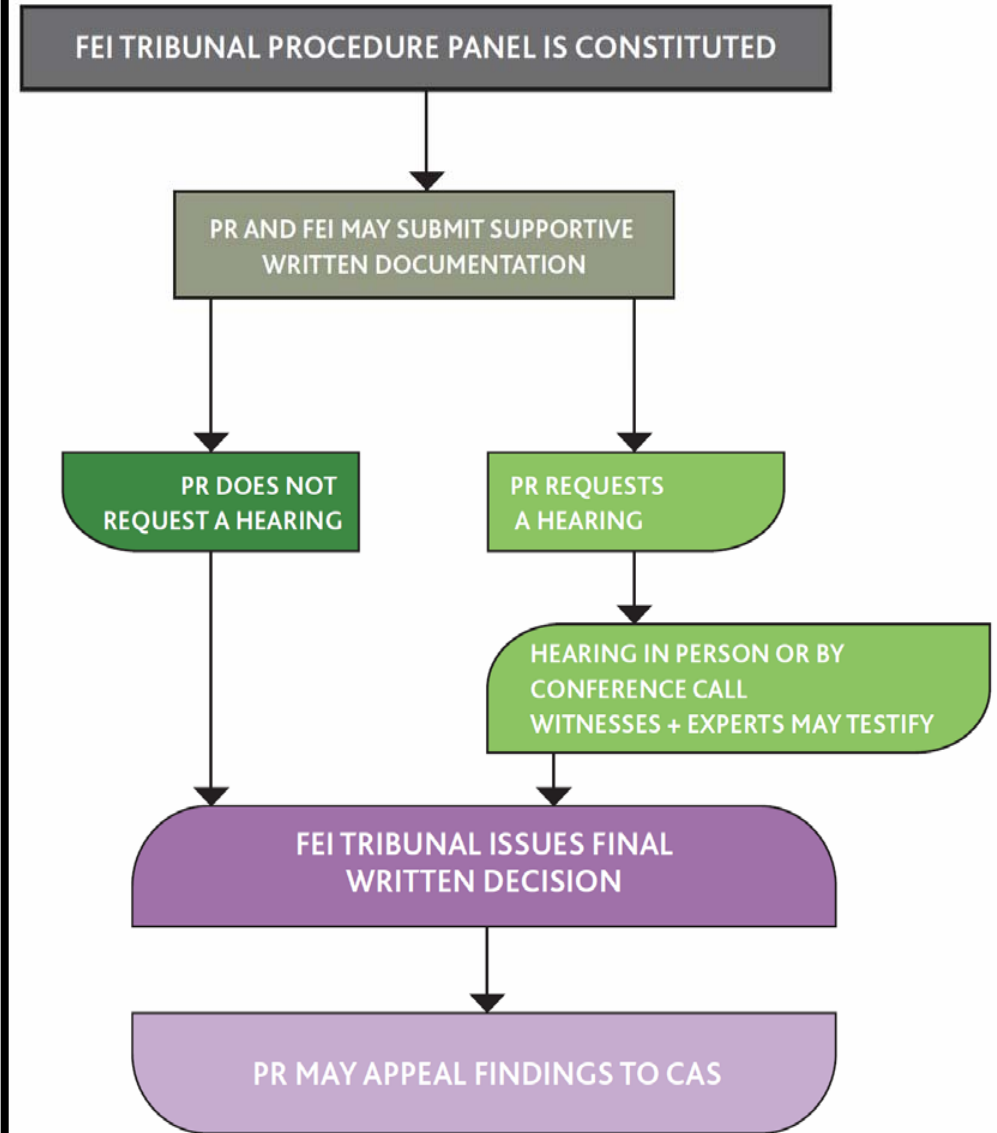 FEI TRIBUNAL PROCEDURE PANEL IS CONSTITUTED
PR AND FEI MAY SUBMIT SUPPORTIVE
WRITTEN DOCUMENTATION
PR DOES NOT
REQUEST A HEARING
PR REQUESTS
A HEARING
HEARING IN PERSON OR BY
CONFERENCE CALL
WITNESSES + EXPERTS MAY TESTIFY
FEI TRIBUNAL ISSUES FINAL
WRITTEN DECISION
PR MAY APPEAL FINDINGS TO CAS